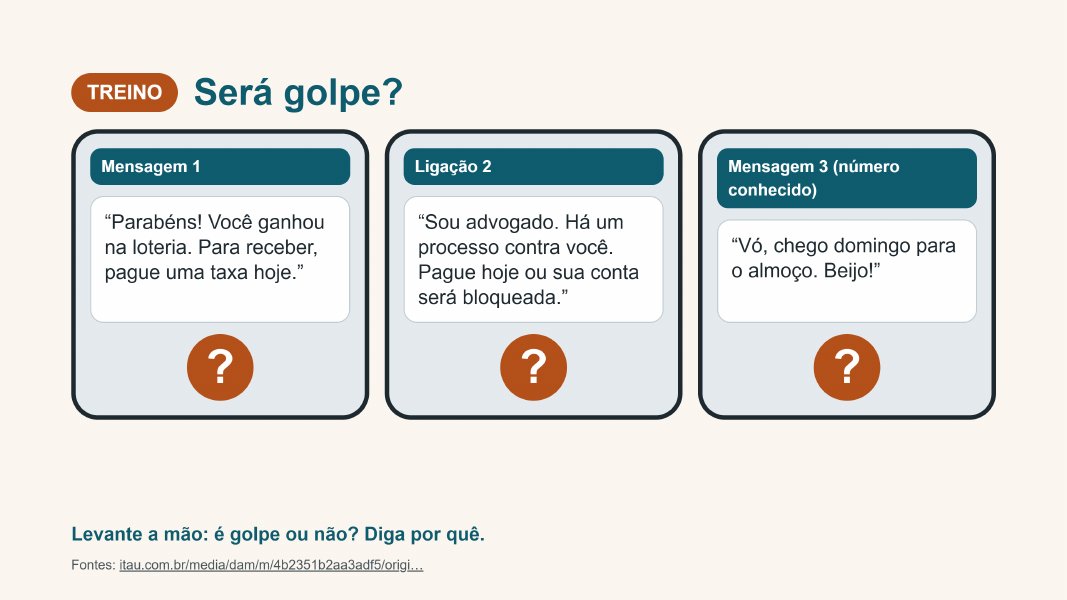 TREINO Será golpe?
Mensagem 1
“Parabéns! Você ganhou
na loteria. Para receber,
pague uma taxa hoje.”
?
Ligação 2
“Sou advogado. Há um
processo contra você.
Pague hoje ou sua conta
será bloqueada.”
?
Mensagem 3 (número
conhecido)
“Vó, chego domingo para
o almoço. Beijo!”
?
Levante a mão: é golpe ou não? Diga por quê.
Fontes: itau.com.br/media/dam/m/4b2351b2aa3adf5/origi…